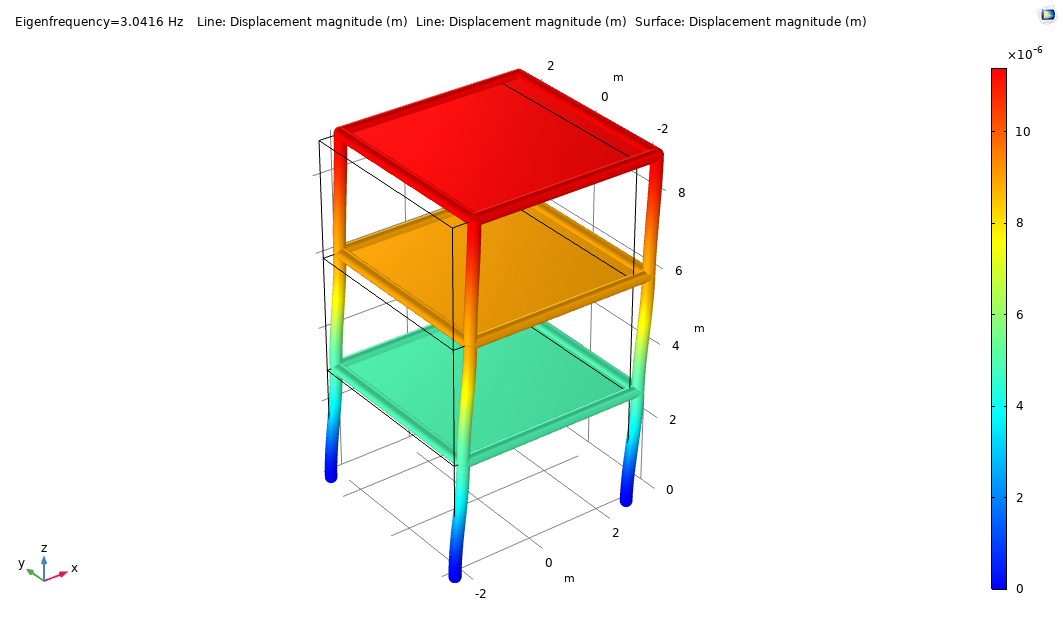 Eigenfrequency=3.0416 Hz Line: Displacement magnitude (m) Line: Displacement magnitude (m) Surface: Displacement magnitude (m)
×10⁻⁶
2
m
0
-2
10
8
8
6
6
m
4
4
2
2
0
0
2
0
m
-2
z
y
x